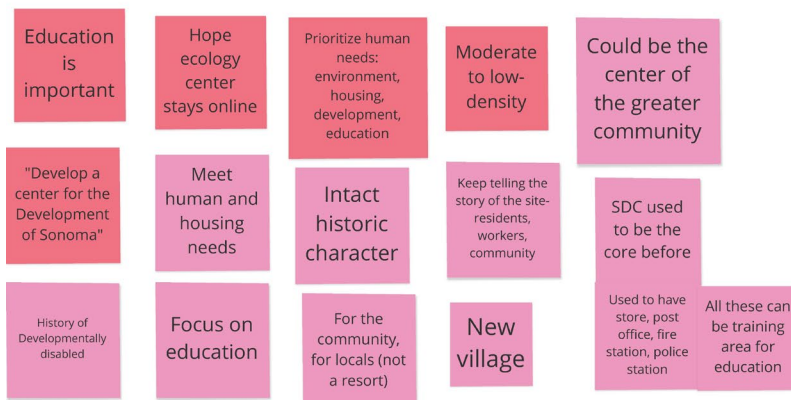 Education
is
important
Hope
ecology
center
stays online
Prioritize human
needs:
environment,
housing,
development,
education
Moderate
to low-
density
Could be the
center of
the greater
community
"Develop a
center for the
Development
of Sonoma"
Meet
human and
housing
needs
Intact
historic
character
Keep telling the
story of the site-
residents,
workers,
community
SDC used
to be the
core before
History of
Developmentally
disabled
Focus on
education
For the
community,
for locals (not
a resort)
New
village
Used to have
store, post
office, fire
station, police
station
All these can
be training
area for
education